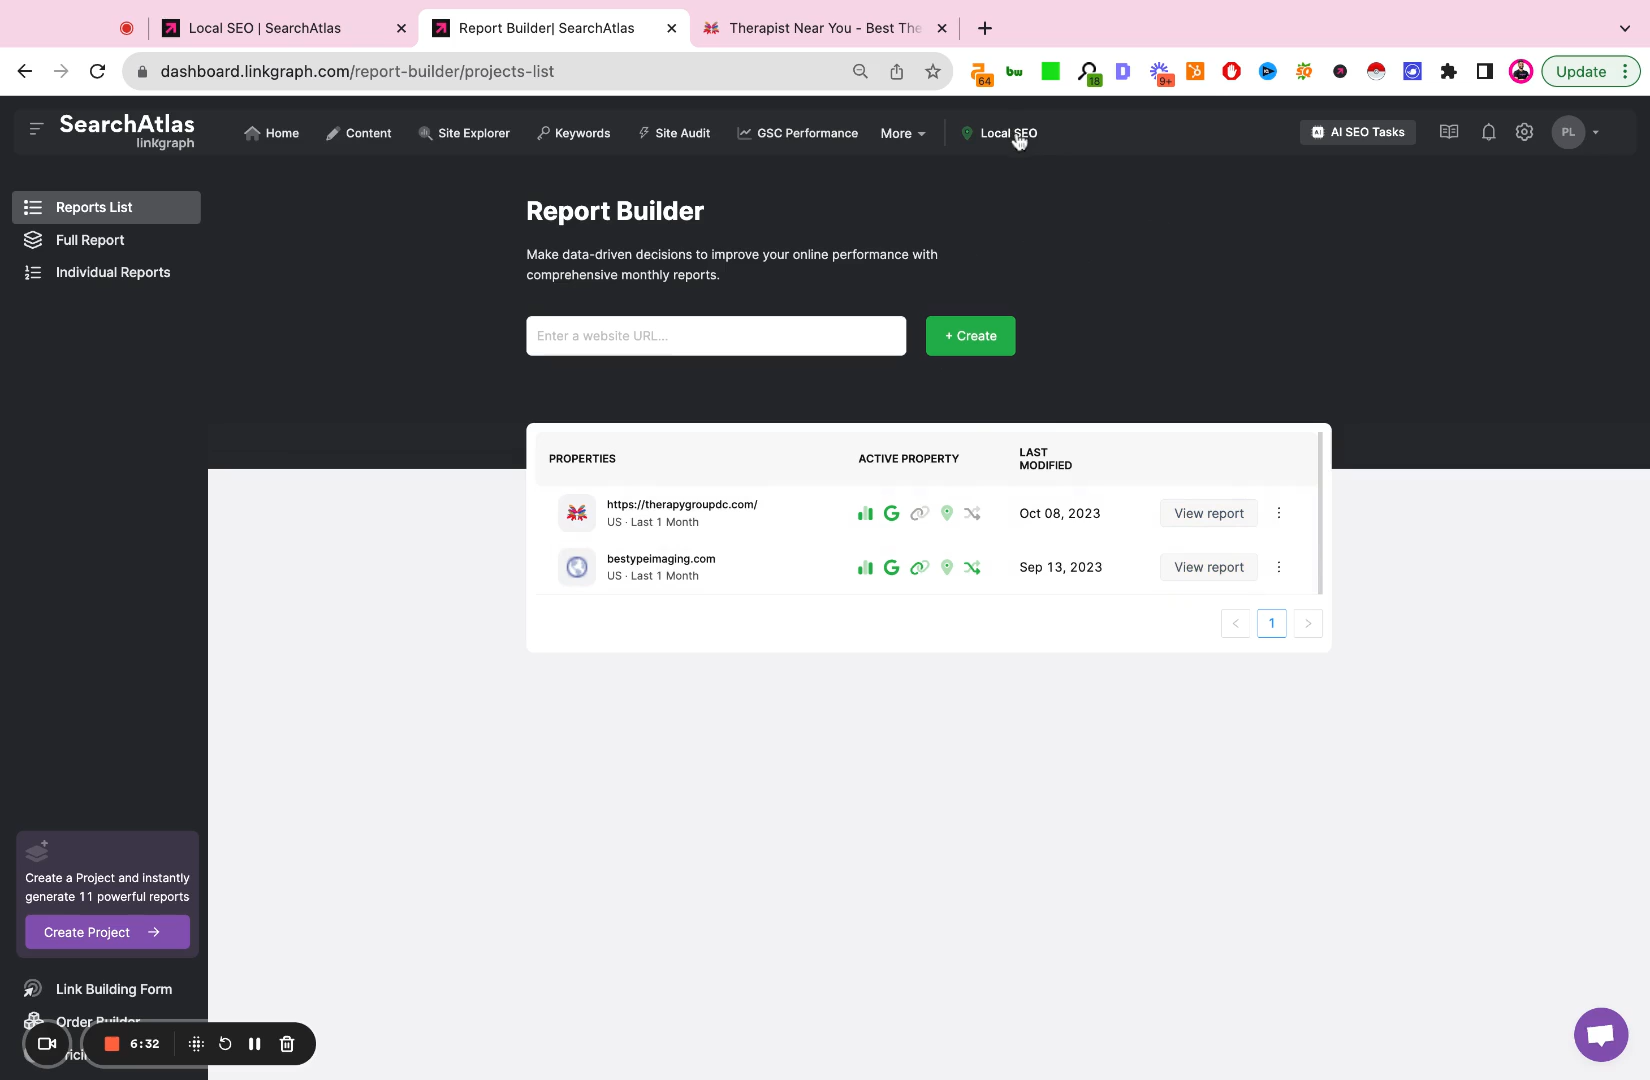 Local SEO | SearchAtlas
Report Builder| SearchAtlas
Therapist Near You - Best The
dashboard.linkgraph.com/report-builder/projects-list
64
bw
18
9+
Update
SearchAtlas
linkgraph
Home
Content
Site Explorer
Keywords
Site Audit
GSC Performance
More
Local SEO
AI SEO Tasks
PL
Reports List
Full Report
Individual Reports
Report Builder
Make data-driven decisions to improve your online performance with
comprehensive monthly reports.
Enter a website URL...
+ Create
PROPERTIES
ACTIVE PROPERTY
LAST
MODIFIED
https://therapygroupdc.com/
US · Last 1 Month
Oct 08, 2023
View report
bestypeimaging.com
US · Last 1 Month
Sep 13, 2023
View report
< 1 >
Create a Project and instantly
generate 11 powerful reports
Create Project →
Link Building Form
Order Builder
6:32